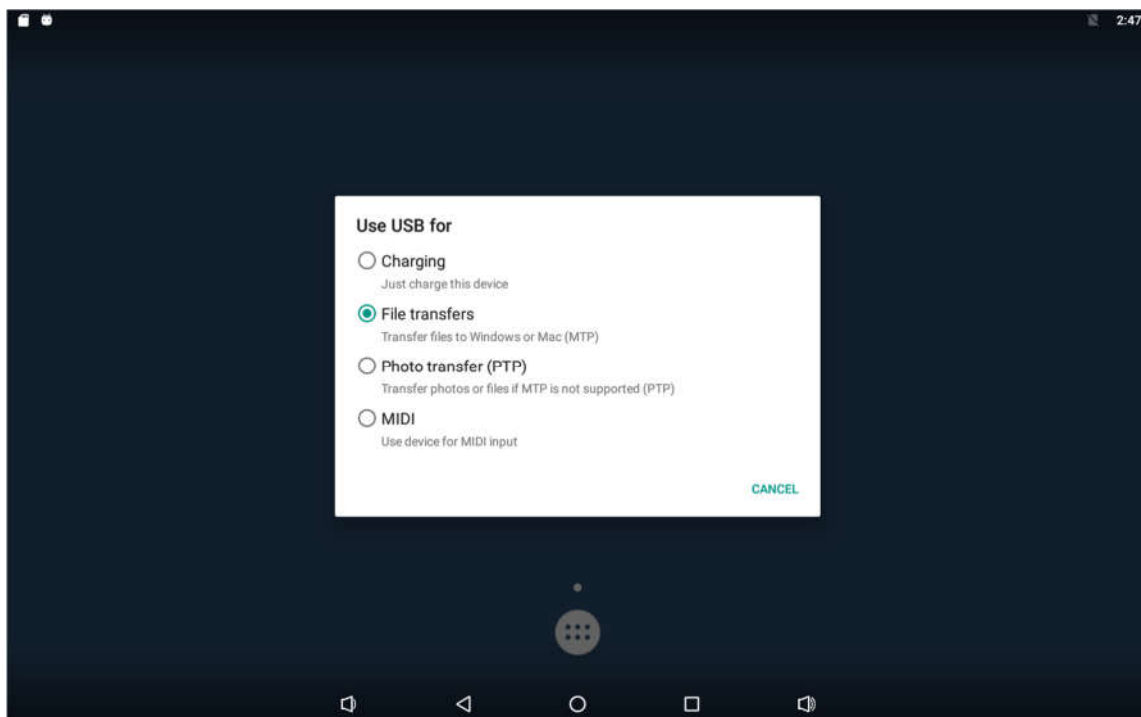 2:47
Use USB for
Charging
Just charge this device
File transfers
Transfer files to Windows or Mac (MTP)
Photo transfer (PTP)
Transfer photos or files if MTP is not supported (PTP)
MIDI
Use device for MIDI input
CANCEL